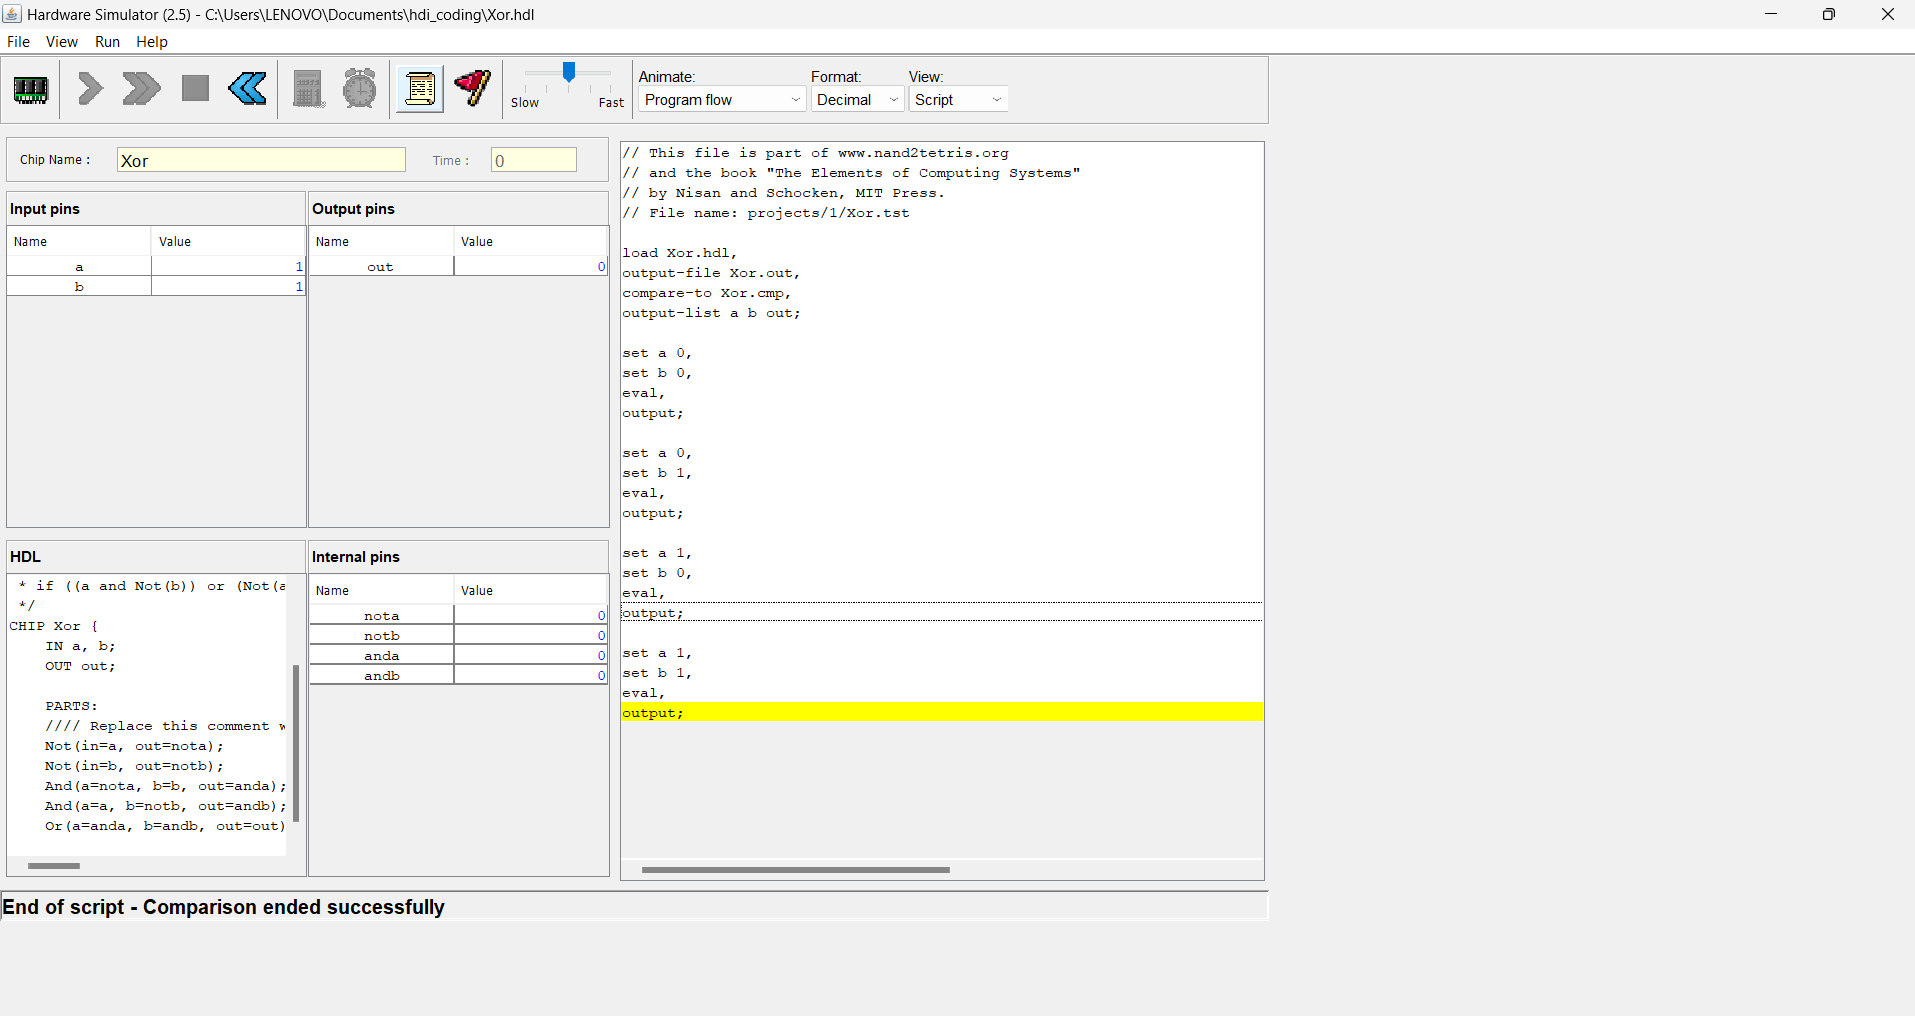 Hardware Simulator (2.5) - C:\Users\LENOVO\Documents\hdi_coding\Xor.hdl
File View Run Help
Slow Fast
Animate: Format: View:
Program flow Decimal Script
Chip Name : Xor Time : 0
Input pins
Name Value
a 1
b 1
Output pins
Name Value
out 0
HDL
* if ((a and Not(b)) or (Not(a
*/
CHIP Xor {
IN a, b;
OUT out;
PARTS:
//// Replace this comment w
Not(in=a, out=nota);
Not(in=b, out=notb);
And(a=nota, b=b, out=anda);
And(a=a, b=notb, out=andb);
Or(a=anda, b=andb, out=out)
Internal pins
Name Value
nota 0
notb 0
anda 0
andb 0
// This file is part of www.nand2tetris.org
// and the book "The Elements of Computing Systems"
// by Nisan and Schocken, MIT Press.
// File name: projects/1/Xor.tst
load Xor.hdl,
output-file Xor.out,
compare-to Xor.cmp,
output-list a b out;
set a 0,
set b 0,
eval,
output;
set a 0,
set b 1,
eval,
output;
set a 1,
set b 0,
eval,
output;
set a 1,
set b 1,
eval,
output;
End of script - Comparison ended successfully